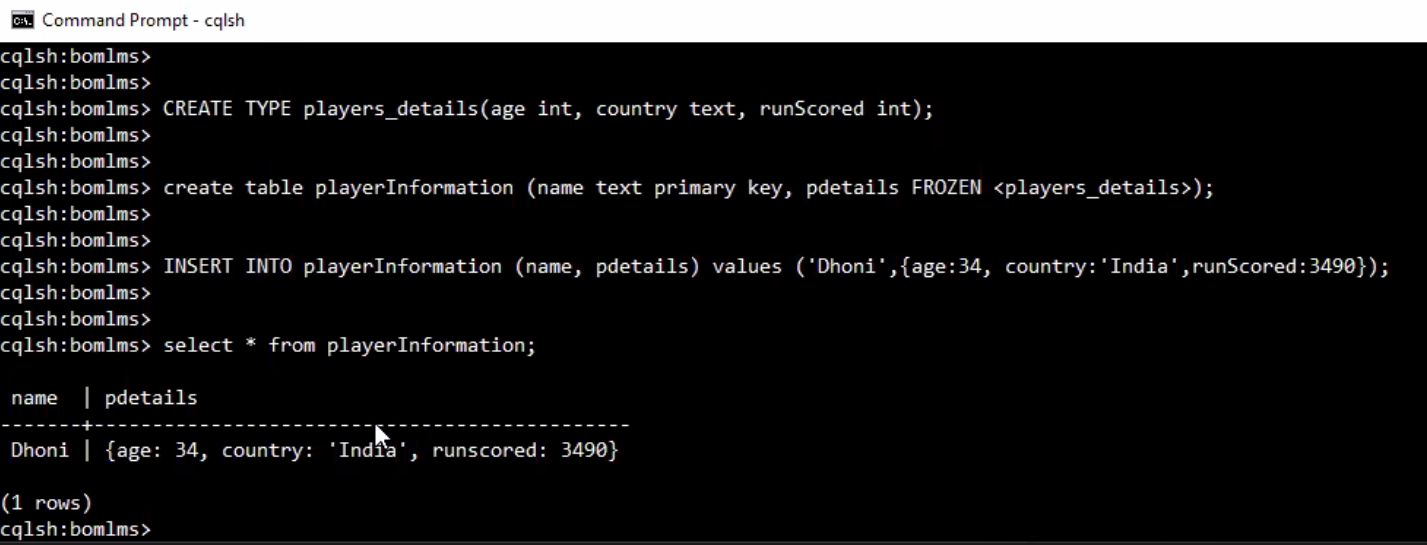 Command Prompt - cqlsh
cqlsh:bomlms>
cqlsh:bomlms>
cqlsh:bomlms> CREATE TYPE players_details(age int, country text, runScored int);
cqlsh:bomlms>
cqlsh:bomlms>
cqlsh:bomlms> create table playerInformation (name text primary key, pdetails FROZEN <players_details>);
cqlsh:bomlms>
cqlsh:bomlms>
cqlsh:bomlms> INSERT INTO playerInformation (name, pdetails) values ('Dhoni',{age:34, country:'India',runScored:3490});
cqlsh:bomlms>
cqlsh:bomlms>
cqlsh:bomlms> select * from playerInformation;
name | pdetails
-------+----------------------------------------------
Dhoni | {age: 34, country: 'India', runscored: 3490}
(1 rows)
cqlsh:bomlms>